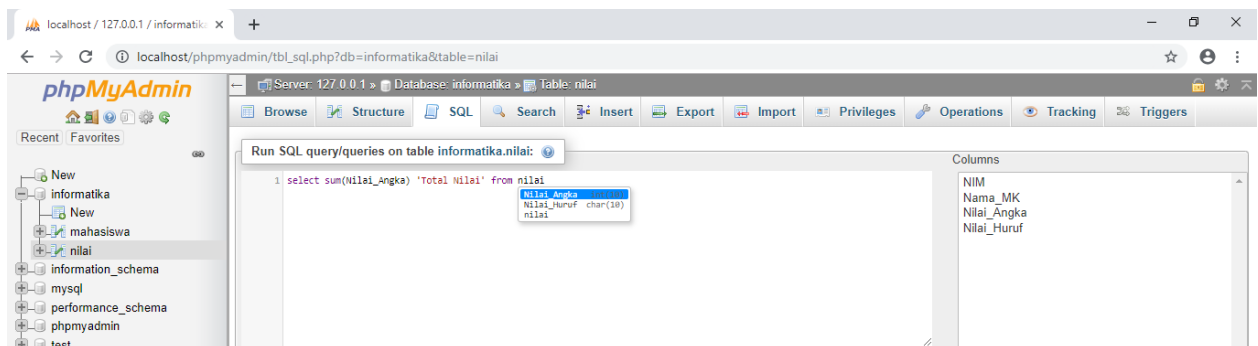 localhost / 127.0.0.1 / informatika
localhost/phpmyadmin/tbl_sql.php?db=informatika&table=nilai
phpMyAdmin
Recent Favorites
New
informatika
New
mahasiswa
nilai
information_schema
mysql
performance_schema
phpmyadmin
test
Server: 127.0.0.1 » Database: informatika » Table: nilai
Browse Structure SQL Search Insert Export Import Privileges Operations Tracking Triggers
Run SQL query/queries on table informatika.nilai:
1 select sum(Nilai_Angka) 'Total Nilai' from nilai
Nilai_Angka
Nilai_Huruf char(10)
nilai
Columns
NIM
Nama_MK
Nilai_Angka
Nilai_Huruf